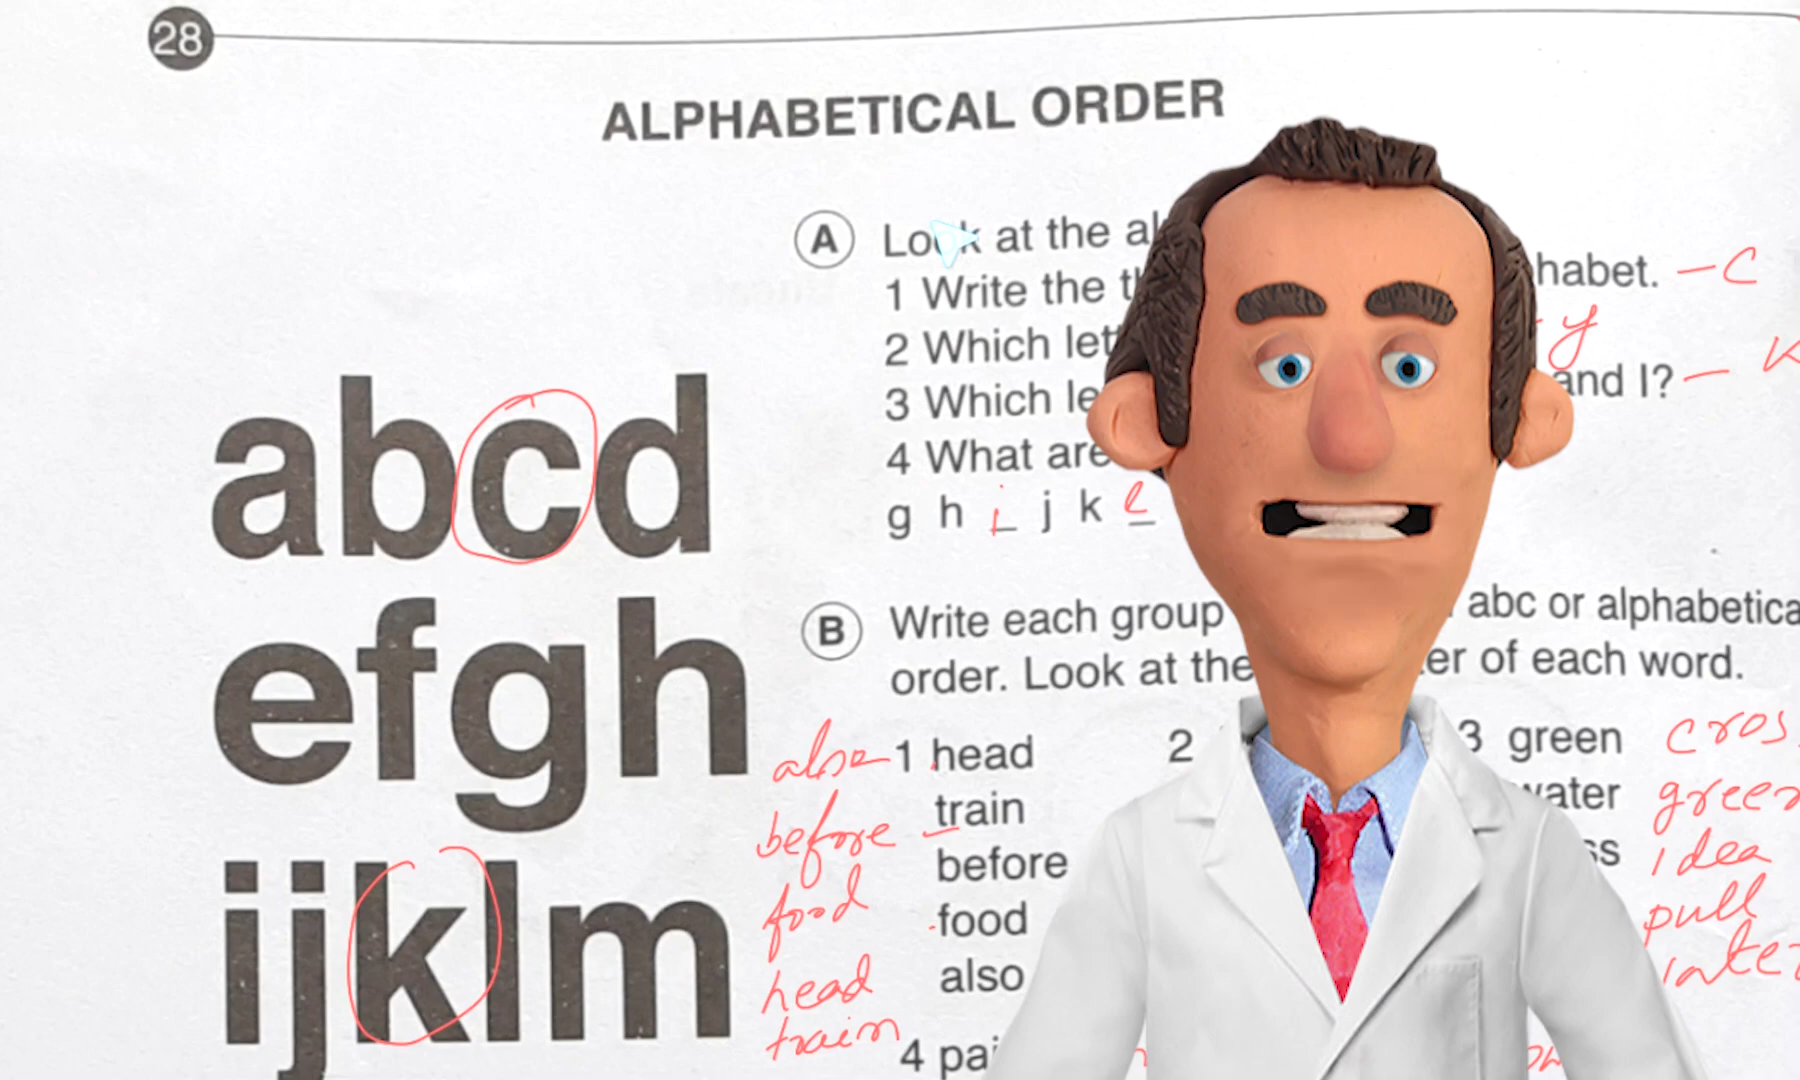 28
ALPHABETICAL ORDER
A Look at the al
1 Write the t habet. – c
2 Which let y
3 Which le and l? – k
4 What are
g h i j k l
abcd
efgh
ijklm
B Write each group abc or alphabetica
order. Look at the er of each word.
1 head
train
before
food
also
also
before
food
head
train
2
3 green
water
ss
cros
green
idea
pull
water
4 pai